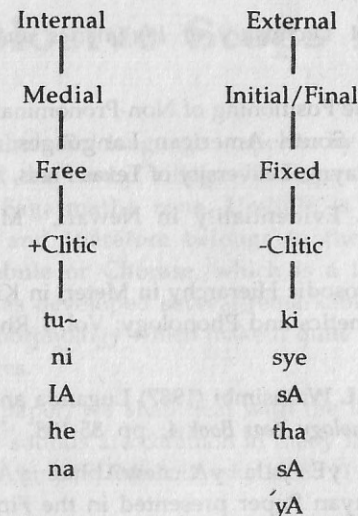 Internal External
Medial Initial/Final
Free Fixed
+Clitic -Clitic
tu~ ki
ni sye
IA sA
he tha
na sA
´yA